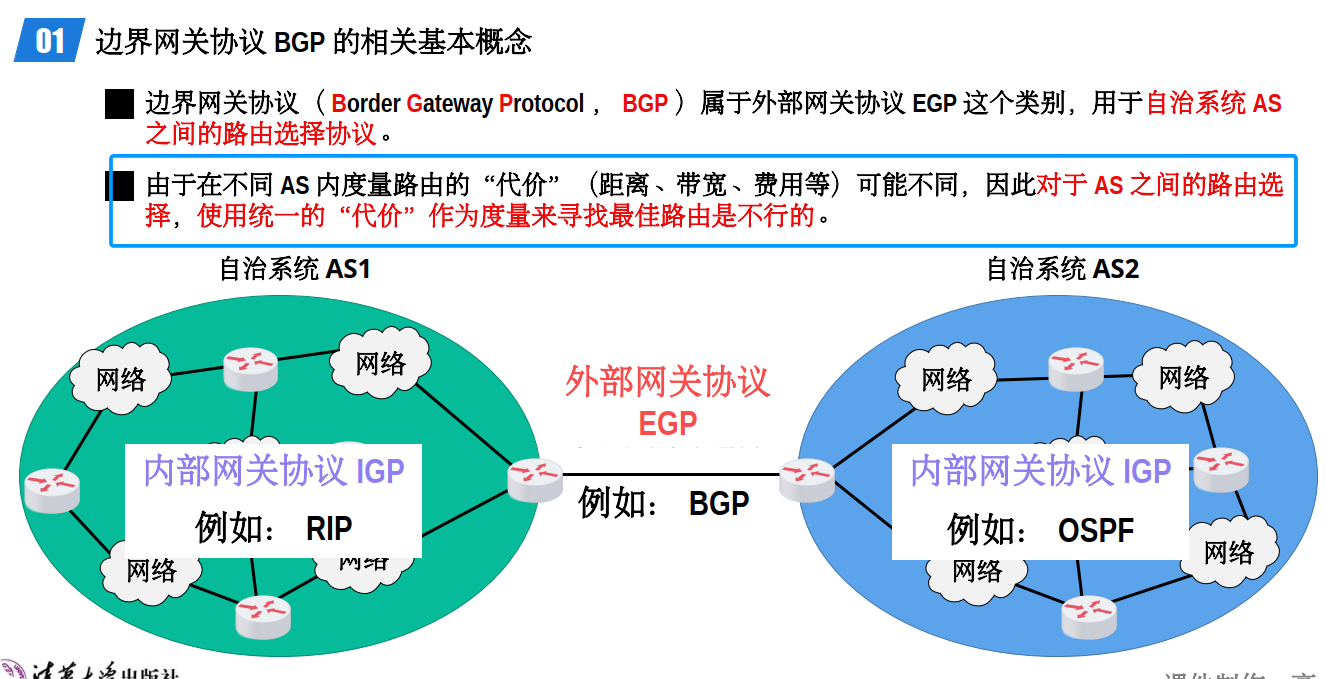 01 边界网关协议 BGP 的相关基本概念
边界网关协议（Border Gateway Protocol，BGP）属于外部网关协议 EGP 这个类别，用于自治系统 AS
之间的路由选择协议。
由于在不同 AS 内度量路由的“代价”（距离、带宽、费用等）可能不同，因此对于 AS 之间的路由选
择，使用统一的“代价”作为度量来寻找最佳路由是不行的。
自治系统 AS1
自治系统 AS2
网络
网络
网络
网络
外部网关协议
EGP
内部网关协议 IGP
内部网关协议 IGP
例如： BGP
例如： RIP
例如： OSPF
网络
网络
网络
网络
清华大学出版社